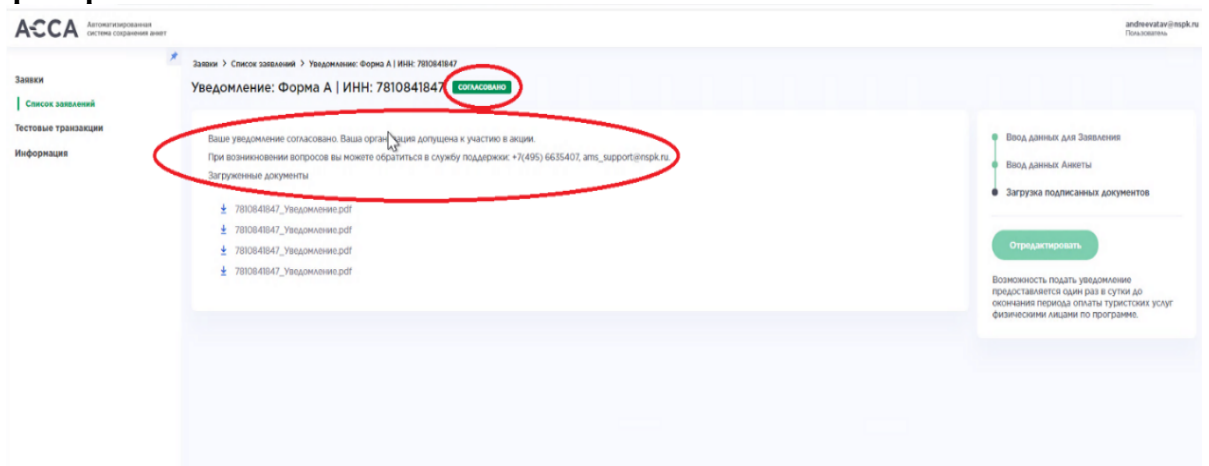 АССА
Автоматизированная
система сохранения анкет
andreevatav@nspk.ru
Пользователь
Заявки
Список заявлений
Тестовые транзакции
Информация
Заявки > Список заявлений > Уведомление: Форма А | ИНН: 7810841847
Уведомление: Форма А | ИНН: 7810841847
СОГЛАСОВАНО
Ваше уведомление согласовано. Ваша организация допущена к участию в акции.
При возникновении вопросов вы можете обратиться в службу поддержки: +7(495) 6635407, ams_support@nspk.ru.
Загруженные документы
7810841847_Уведомление.pdf
7810841847_Уведомление.pdf
7810841847_Уведомление.pdf
7810841847_Уведомление.pdf
Ввод данных для Заявления
Ввод данных Анкеты
Загрузка подписанных документов
Отредактировать
Возможность подать уведомление
предоставляется один раз в сутки до
окончания периода оплаты туристских услуг
физическими лицами по программе.